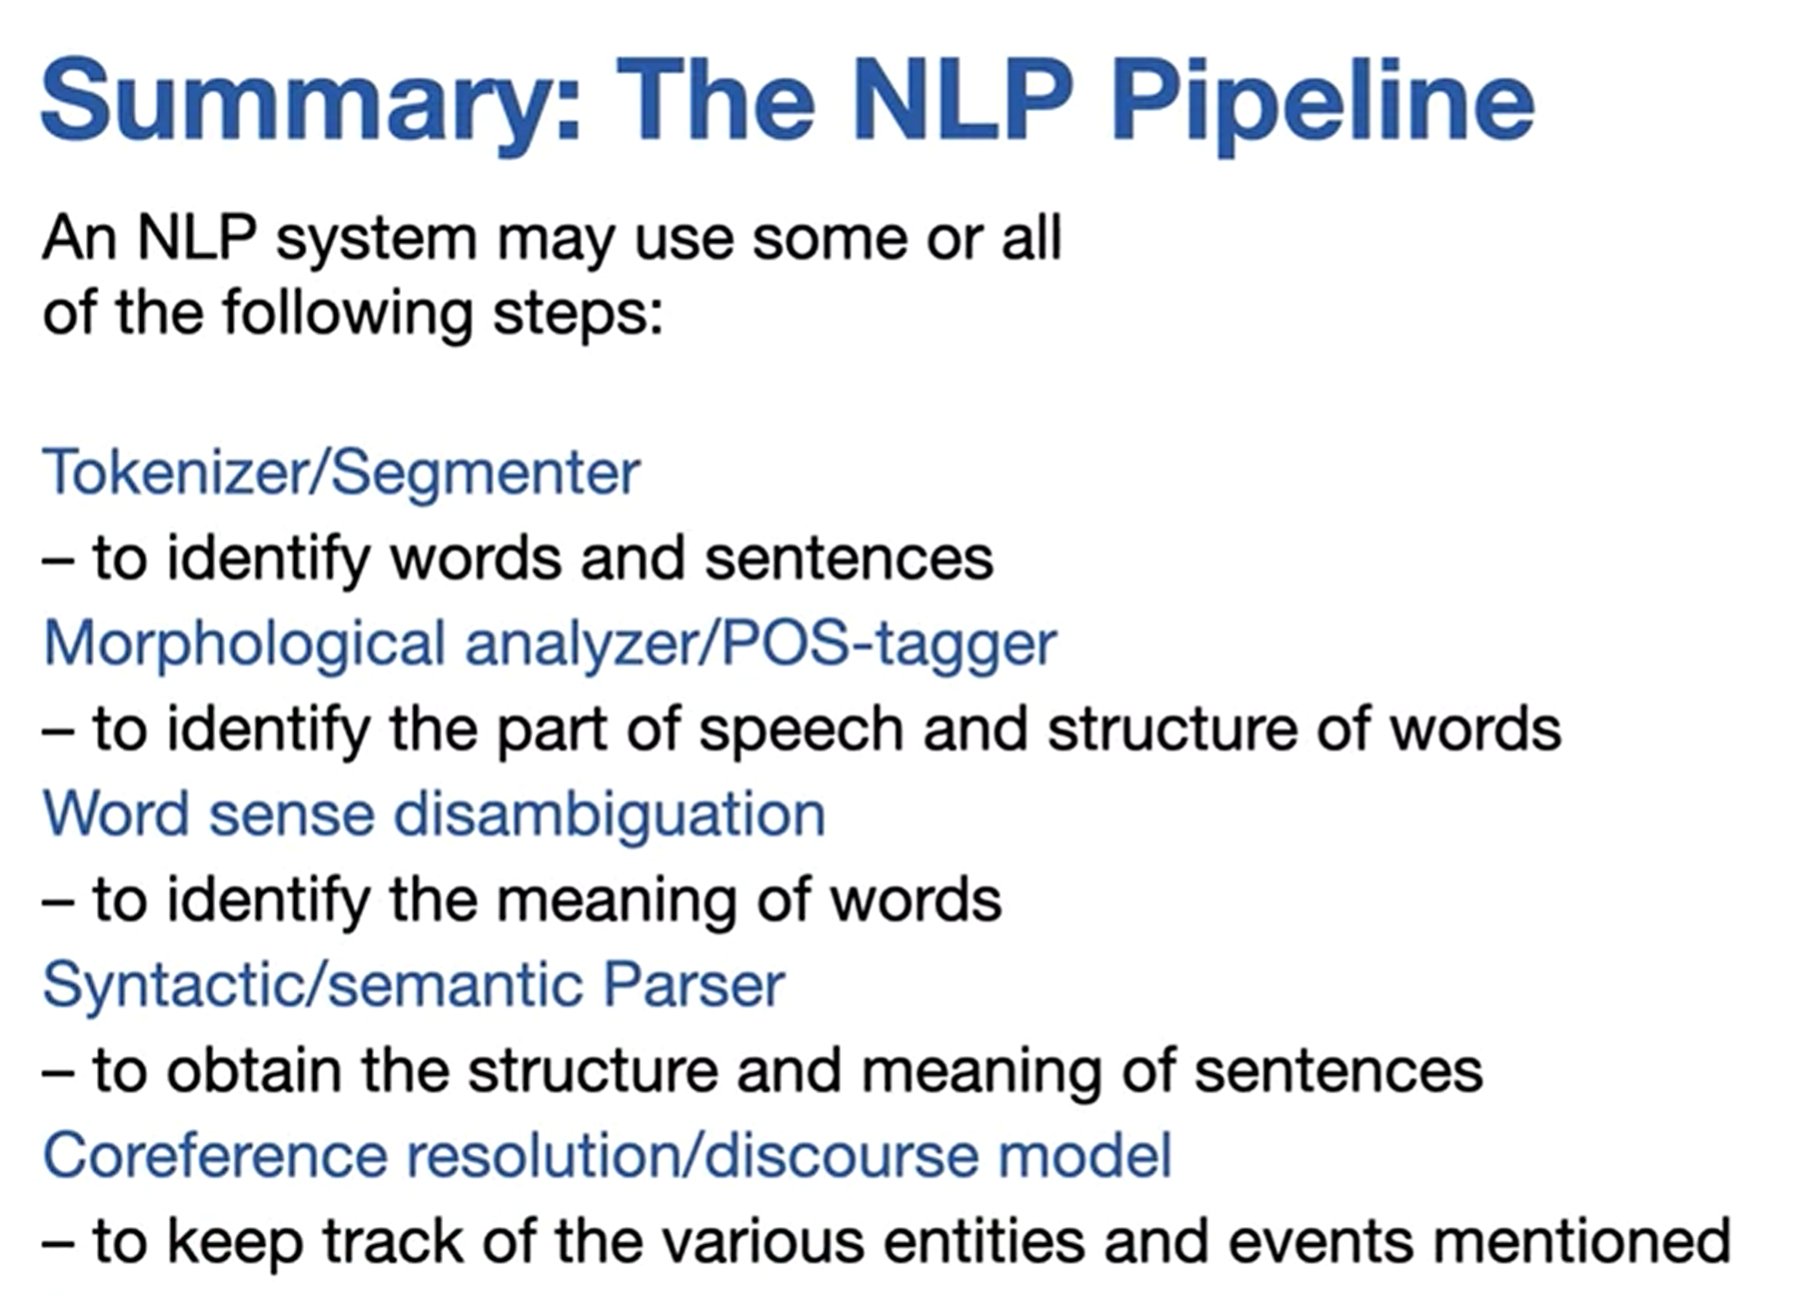 Summary: The NLP Pipeline
An NLP system may use some or all
of the following steps:
Tokenizer/Segmenter
– to identify words and sentences
Morphological analyzer/POS-tagger
– to identify the part of speech and structure of words
Word sense disambiguation
– to identify the meaning of words
Syntactic/semantic Parser
– to obtain the structure and meaning of sentences
Coreference resolution/discourse model
– to keep track of the various entities and events mentioned